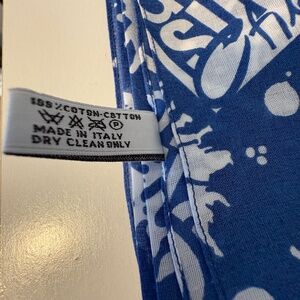 100%COTON-COTTON
P
MADE IN ITALY
DRY CLEAN ONLY